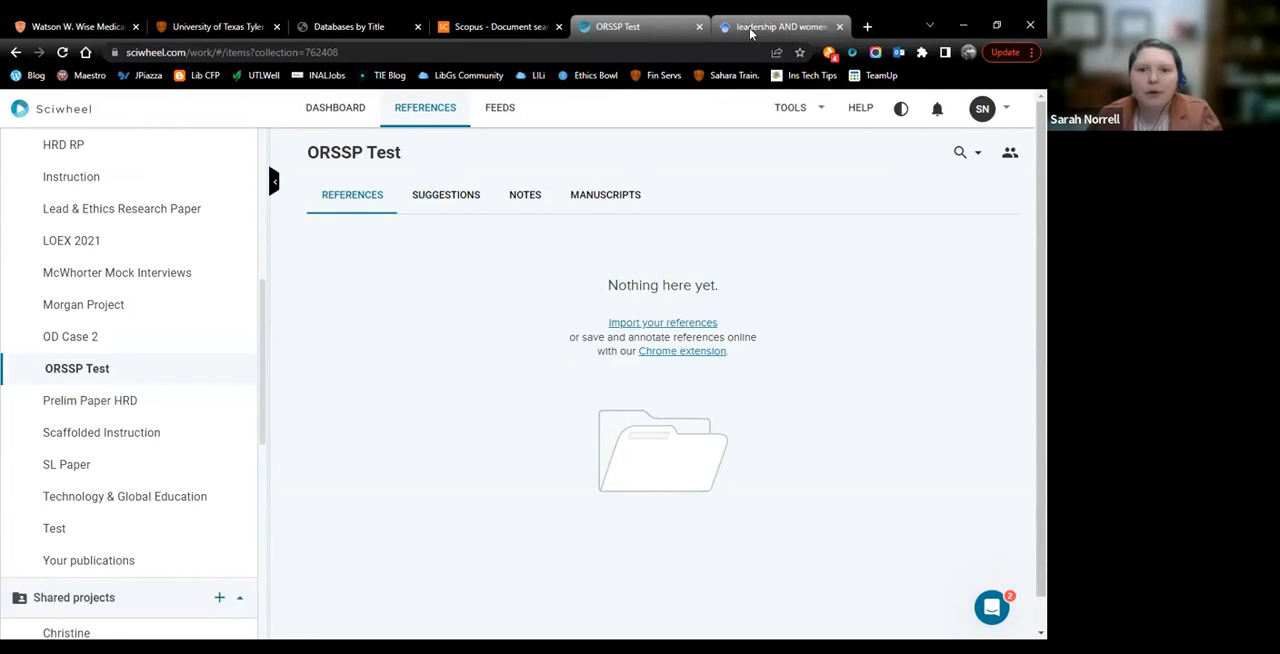 Watson W. Wise Medica
University of Texas Tyler
Databases by Title
Scopus - Document sea
ORSSP Test
leadership AND women
sciwheel.com/work/#/items?collection=762408
Update
Blog
Maestro
JPiazza
Lib CFP
UTLWell
INALJobs
TIE Blog
LibGs Community
LILi
Ethics Bowl
Fin Servs
Sahara Train.
Ins Tech Tips
TeamUp
Sciwheel
DASHBOARD
REFERENCES
FEEDS
TOOLS
HELP
SN
HRD RP
Instruction
Lead & Ethics Research Paper
LOEX 2021
McWhorter Mock Interviews
Morgan Project
OD Case 2
ORSSP Test
Prelim Paper HRD
Scaffolded Instruction
SL Paper
Technology & Global Education
Test
Your publications
Shared projects
Christine
ORSSP Test
REFERENCES
SUGGESTIONS
NOTES
MANUSCRIPTS
Nothing here yet.
Import your references
or save and annotate references online
with our Chrome extension.
2
Sarah Norrell